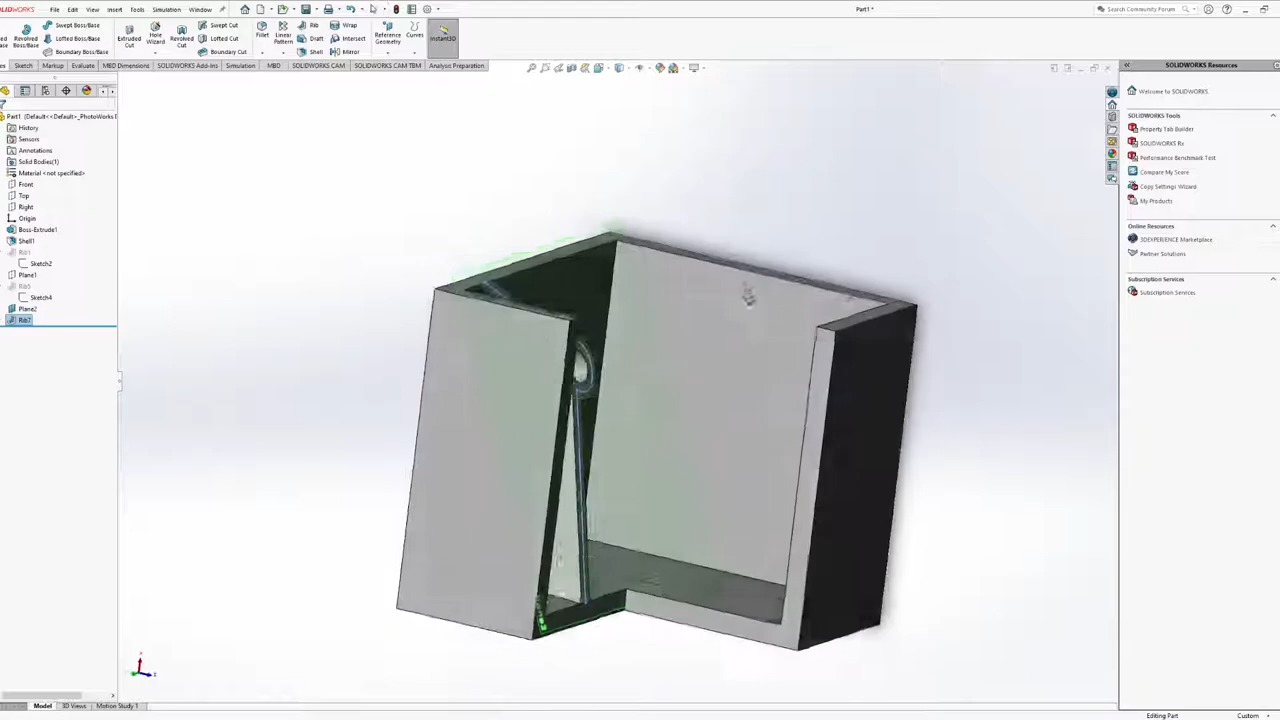 SOLIDWORKS
File
Edit
View
Insert
Tools
Simulation
Window
Part1 *
Search Community Forum
Revolved Boss/Base
Swept Boss/Base
Lofted Boss/Base
Boundary Boss/Base
Extruded Cut
Hole Wizard
Revolved Cut
Swept Cut
Lofted Cut
Boundary Cut
Fillet
Linear Pattern
Rib
Draft
Shell
Wrap
Intersect
Mirror
Reference Geometry
Curves
Instant3D
Sketch
Markup
Evaluate
MBD Dimensions
SOLIDWORKS Add-Ins
Simulation
MBD
SOLIDWORKS CAM
SOLIDWORKS CAM TBM
Analysis Preparation
Part1 (Default<<Default>_PhotoWorks
History
Sensors
Annotations
Solid Bodies(1)
Material <not specified>
Front
Top
Right
Origin
Boss-Extrude1
Shell1
Sketch2
Plane1
Sketch4
Plane2
SOLIDWORKS Resources
Welcome to SOLIDWORKS
SOLIDWORKS Tools
Property Tab Builder
SOLIDWORKS Rx
Performance Benchmark Test
Compare My Score
Copy Settings Wizard
My Products
Online Resources
3DEXPERIENCE Marketplace
Partner Solutions
Subscription Services
Subscription Services
Model
3D Views
Motion Study 1
Editing Part
Custom